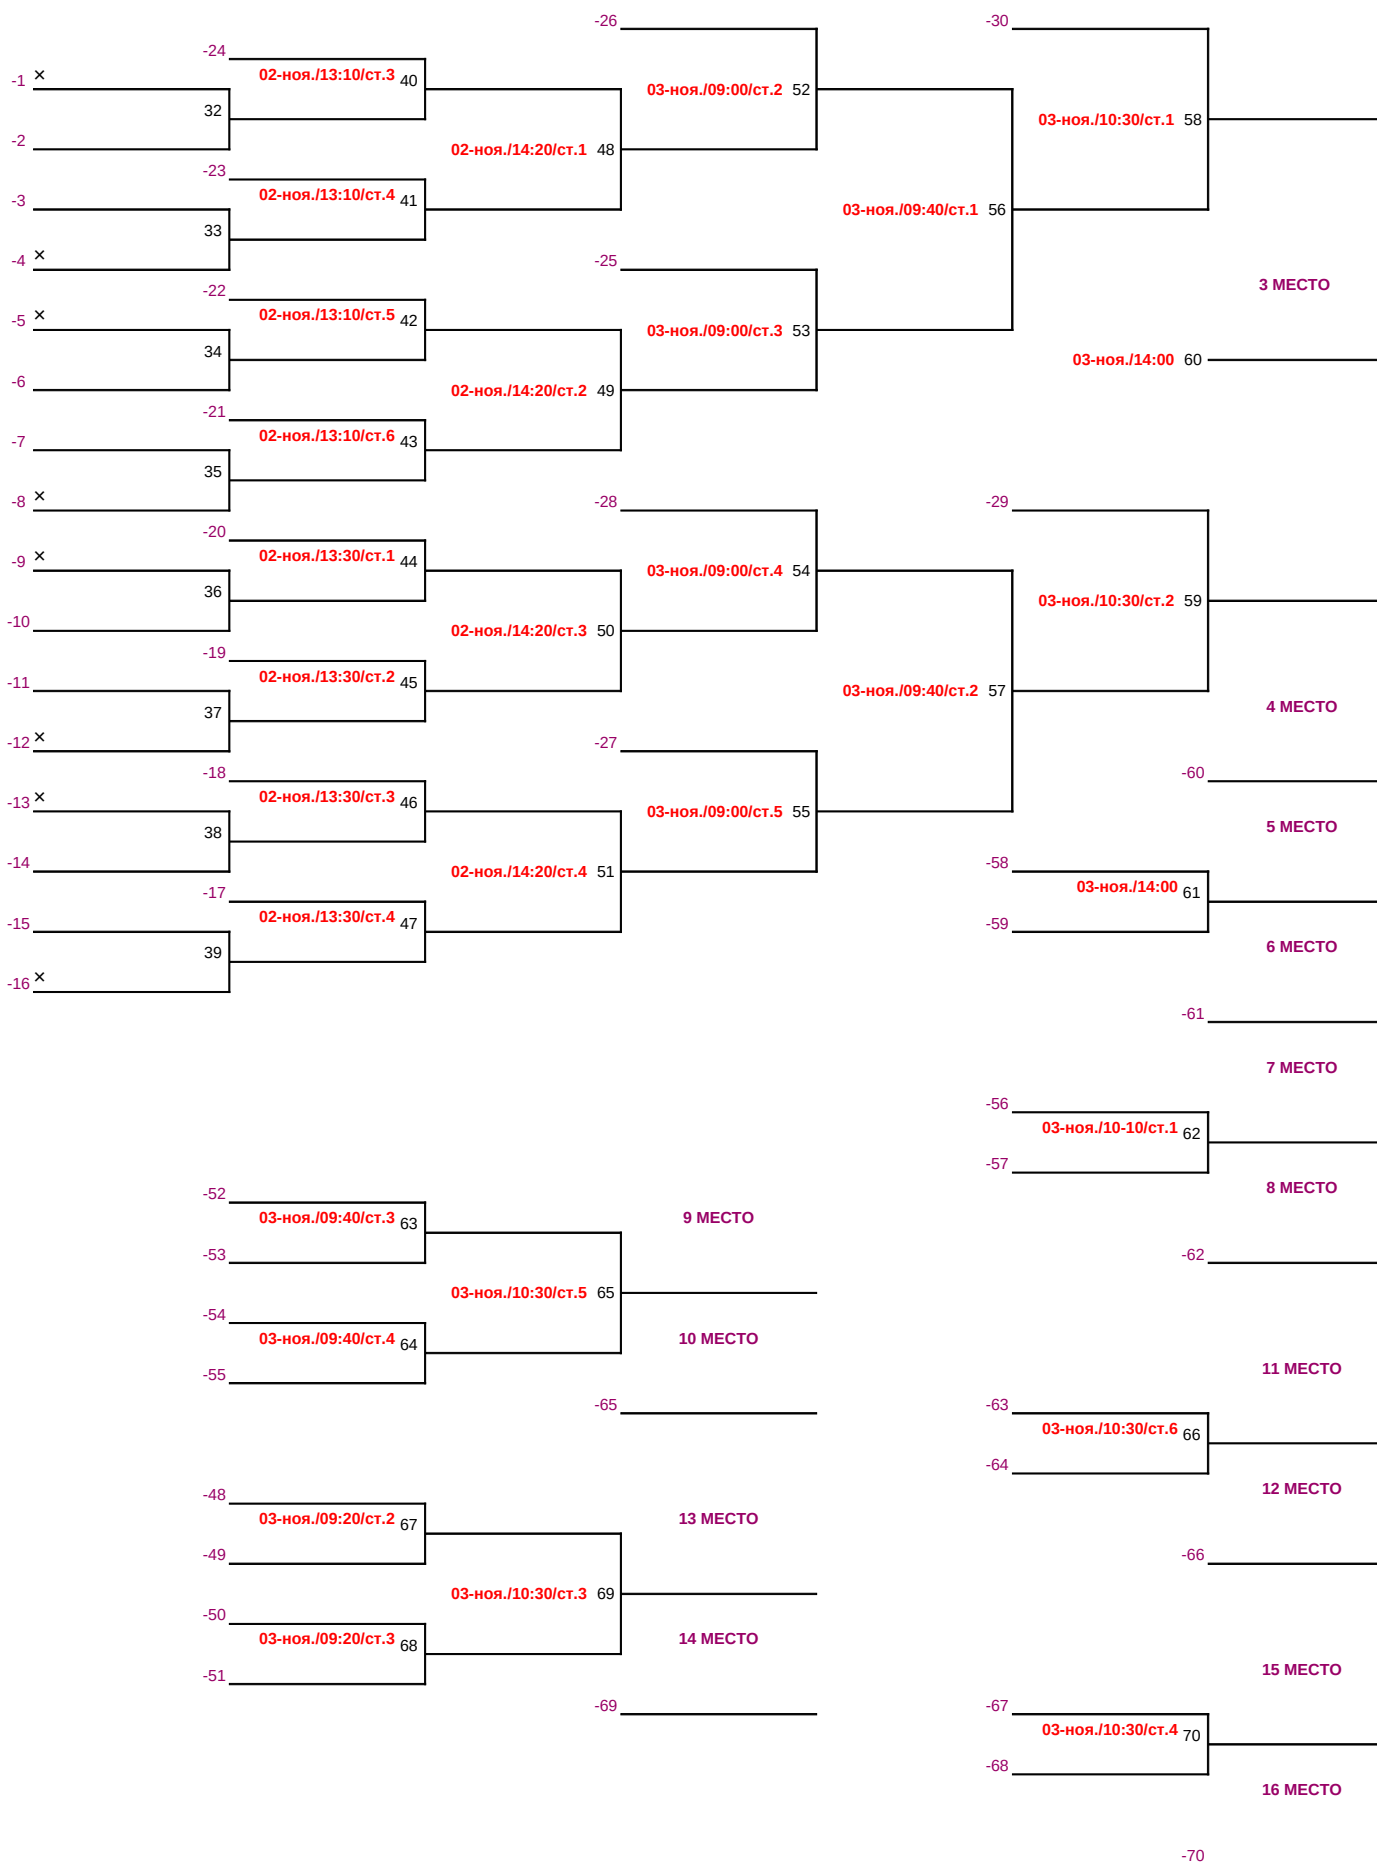 -26
-30
-24
02-ноя./13:10/ст.3 40
-1 ×
03-ноя./09:00/ст.2 52
32
03-ноя./10:30/ст.1 58
-2
02-ноя./14:20/ст.1 48
-23
02-ноя./13:10/ст.4 41
-3
03-ноя./09:40/ст.1 56
33
-4 ×
-25
3 МЕСТО
-22
02-ноя./13:10/ст.5 42
-5 ×
03-ноя./09:00/ст.3 53
34
03-ноя./14:00 60
-6
02-ноя./14:20/ст.2 49
-21
02-ноя./13:10/ст.6 43
-7
35
-8 ×
-28
-29
-20
02-ноя./13:30/ст.1 44
-9 ×
03-ноя./09:00/ст.4 54
36
03-ноя./10:30/ст.2 59
-10
02-ноя./14:20/ст.3 50
-19
02-ноя./13:30/ст.2 45
-11
03-ноя./09:40/ст.2 57
4 МЕСТО
37
-12 ×
-27
-18
-60
02-ноя./13:30/ст.3 46
-13 ×
03-ноя./09:00/ст.5 55
5 МЕСТО
38
-14
-58
02-ноя./14:20/ст.4 51
03-ноя./14:00 61
-17
02-ноя./13:30/ст.4 47
-15
-59
6 МЕСТО
39
-16 ×
-61
7 МЕСТО
-56
03-ноя./10-10/ст.1 62
-57
8 МЕСТО
-52
03-ноя./09:40/ст.3 63
9 МЕСТО
-53
-62
03-ноя./10:30/ст.5 65
-54
03-ноя./09:40/ст.4 64
10 МЕСТО
-55
11 МЕСТО
-65
-63
03-ноя./10:30/ст.6 66
-64
12 МЕСТО
-48
03-ноя./09:20/ст.2 67
13 МЕСТО
-49
-66
03-ноя./10:30/ст.3 69
-50
03-ноя./09:20/ст.3 68
14 МЕСТО
-51
15 МЕСТО
-69
-67
03-ноя./10:30/ст.4 70
-68
16 МЕСТО
-70